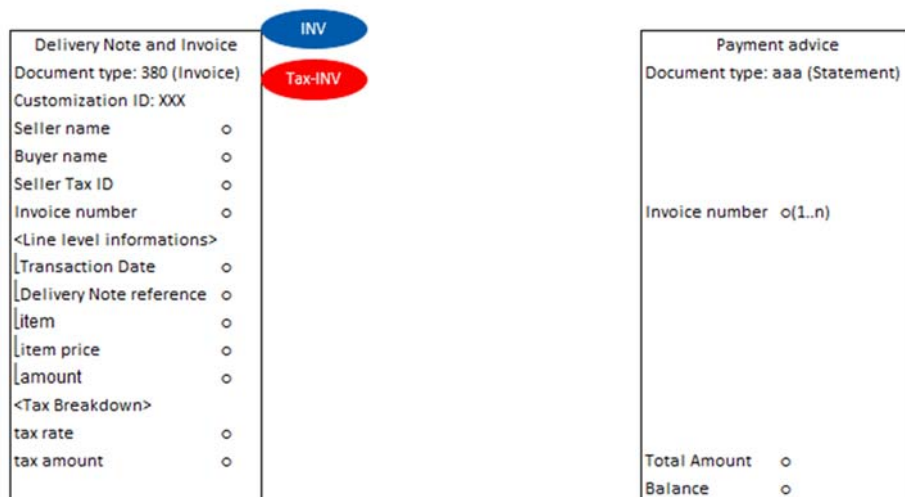 INV
Delivery Note and Invoice
Document type: 380 (Invoice)
Tax-INV
Customization ID: XXX
Seller name o
Buyer name o
Seller Tax ID o
Invoice number o
<Line level informations>
⌊Transaction Date o
⌊Delivery Note reference o
⌊item o
⌊item price o
⌊amount o
<Tax Breakdown>
tax rate o
tax amount o
Payment advice
Document type: aaa (Statement)
Invoice number o(1..n)
Total Amount o
Balance o